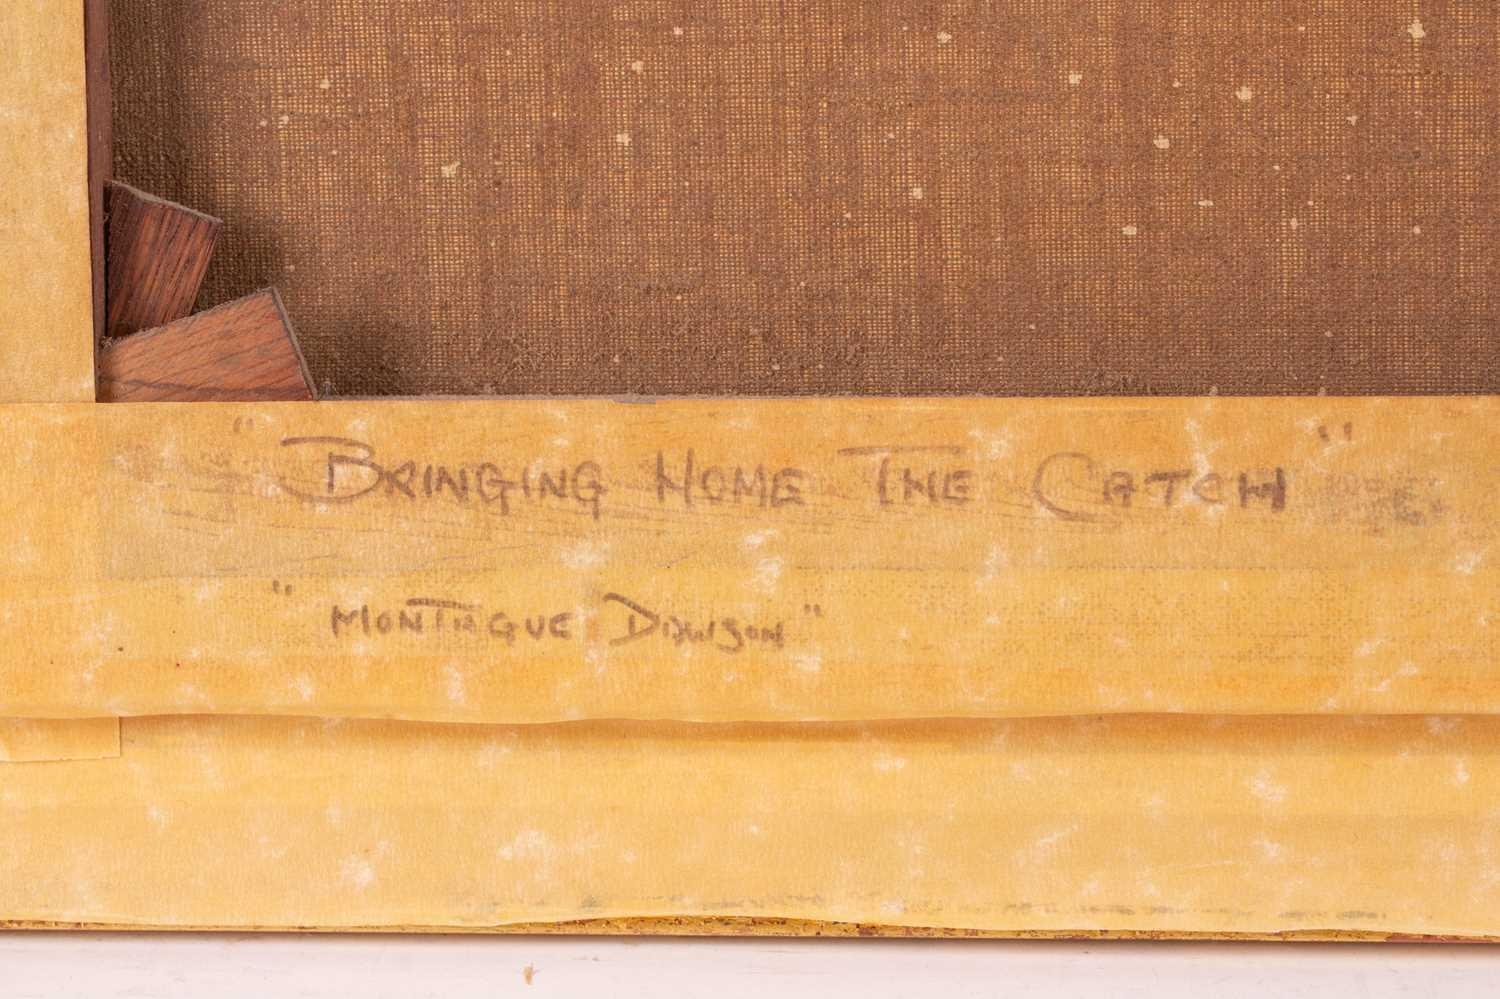 "BRINGING HOME THE CATCH"
"MONTAGUE DAWSON"